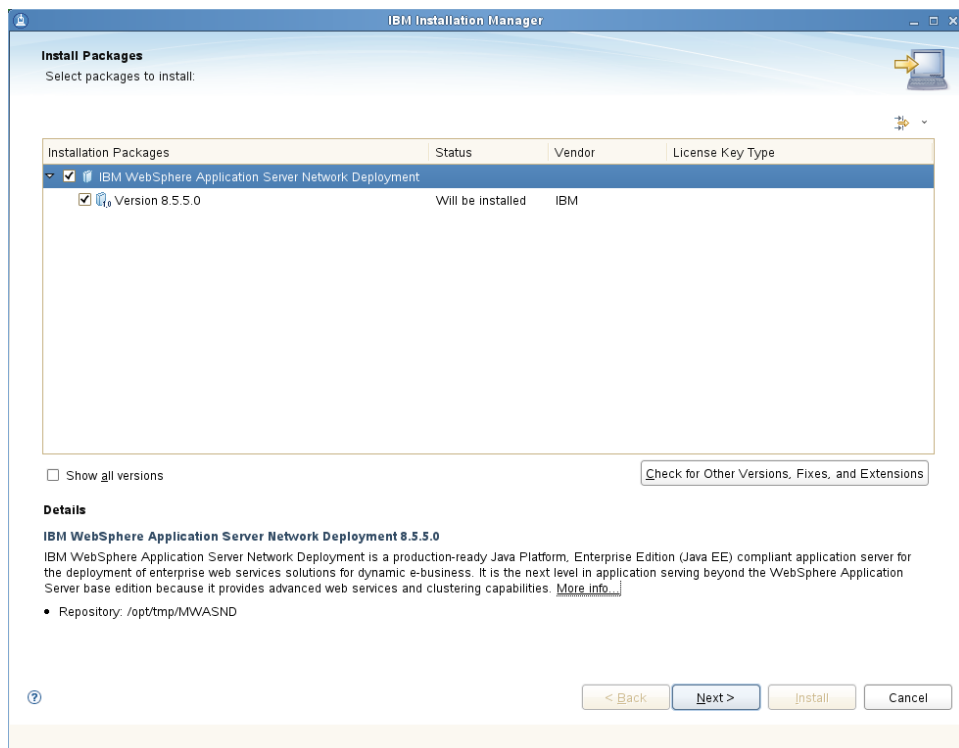 IBM Installation Manager
Install Packages
Select packages to install:
Installation Packages Status Vendor License Key Type
IBM WebSphere Application Server Network Deployment
Version 8.5.5.0 Will be installed IBM
Show all versions Check for Other Versions, Fixes, and Extensions
Details
IBM WebSphere Application Server Network Deployment 8.5.5.0
IBM WebSphere Application Server Network Deployment is a production-ready Java Platform, Enterprise Edition (Java EE) compliant application server for
the deployment of enterprise web services solutions for dynamic e-business. It is the next level in application serving beyond the WebSphere Application
Server base edition because it provides advanced web services and clustering capabilities. More info...
• Repository: /opt/tmp/MWASND
? < Back Next > Install Cancel